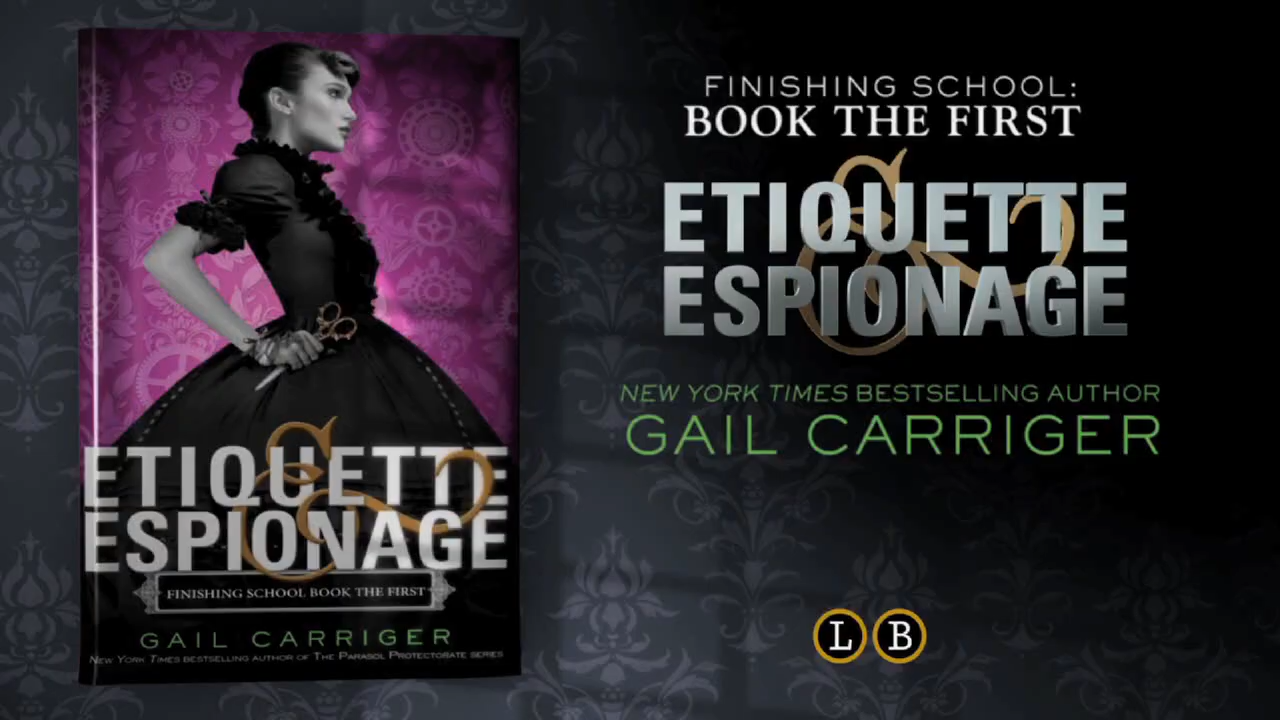 ETIQUETTE
&
ESPIONAGE
FINISHING SCHOOL BOOK THE FIRST
GAIL CARRIGER
NEW YORK TIMES BESTSELLING AUTHOR OF THE PARASOL PROTECTORATE SERIES
FINISHING SCHOOL:
BOOK THE FIRST
ETIQUETTE
&
ESPIONAGE
NEW YORK TIMES BESTSELLING AUTHOR
GAIL CARRIGER
L B